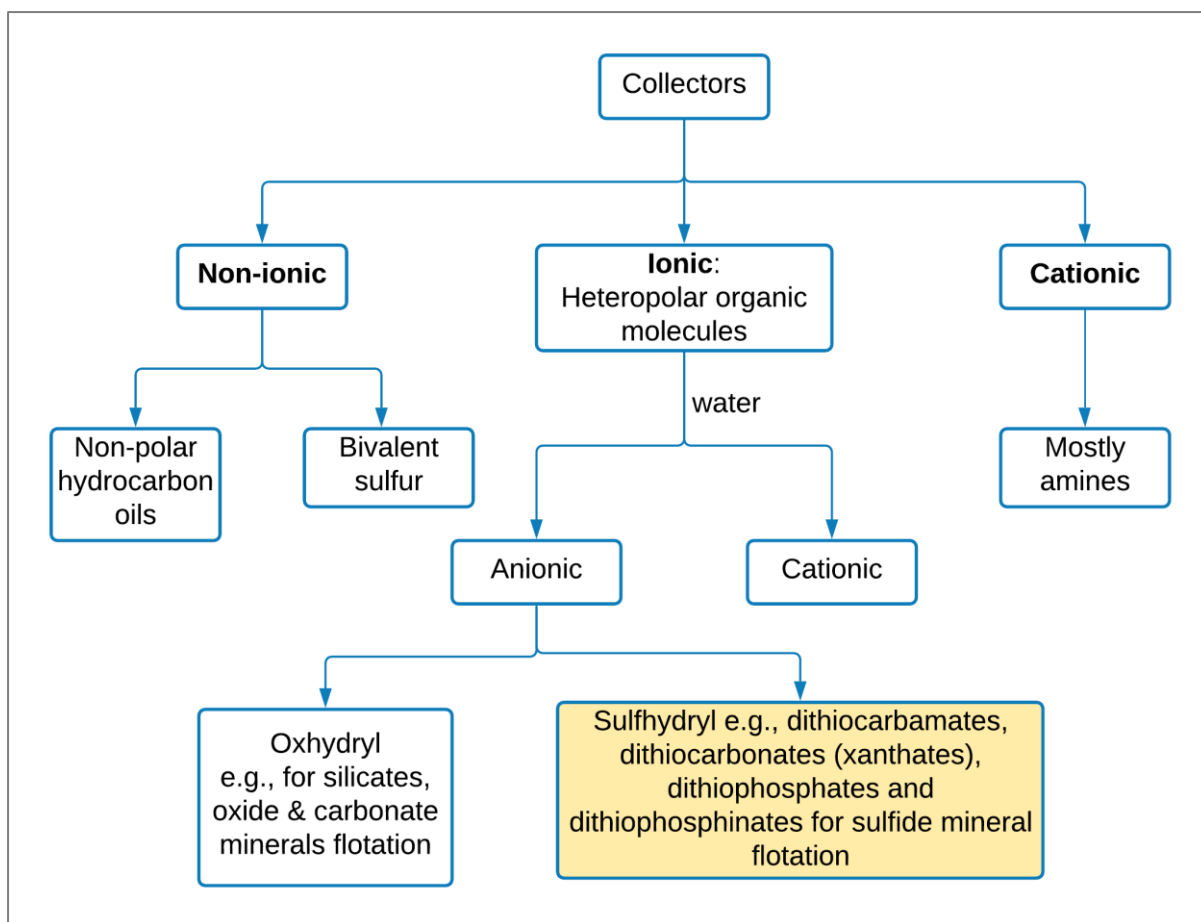 Collectors
Non-ionic
Ionic:
Heteropolar organic
molecules
Cationic
water
Non-polar
hydrocarbon
oils
Bivalent
sulfur
Mostly
amines
Anionic
Cationic
Oxhydryl
e.g., for silicates,
oxide & carbonate
minerals flotation
Sulfhydryl e.g., dithiocarbamates,
dithiocarbonates (xanthates),
dithiophosphates and
dithiophosphinates for sulfide mineral
flotation